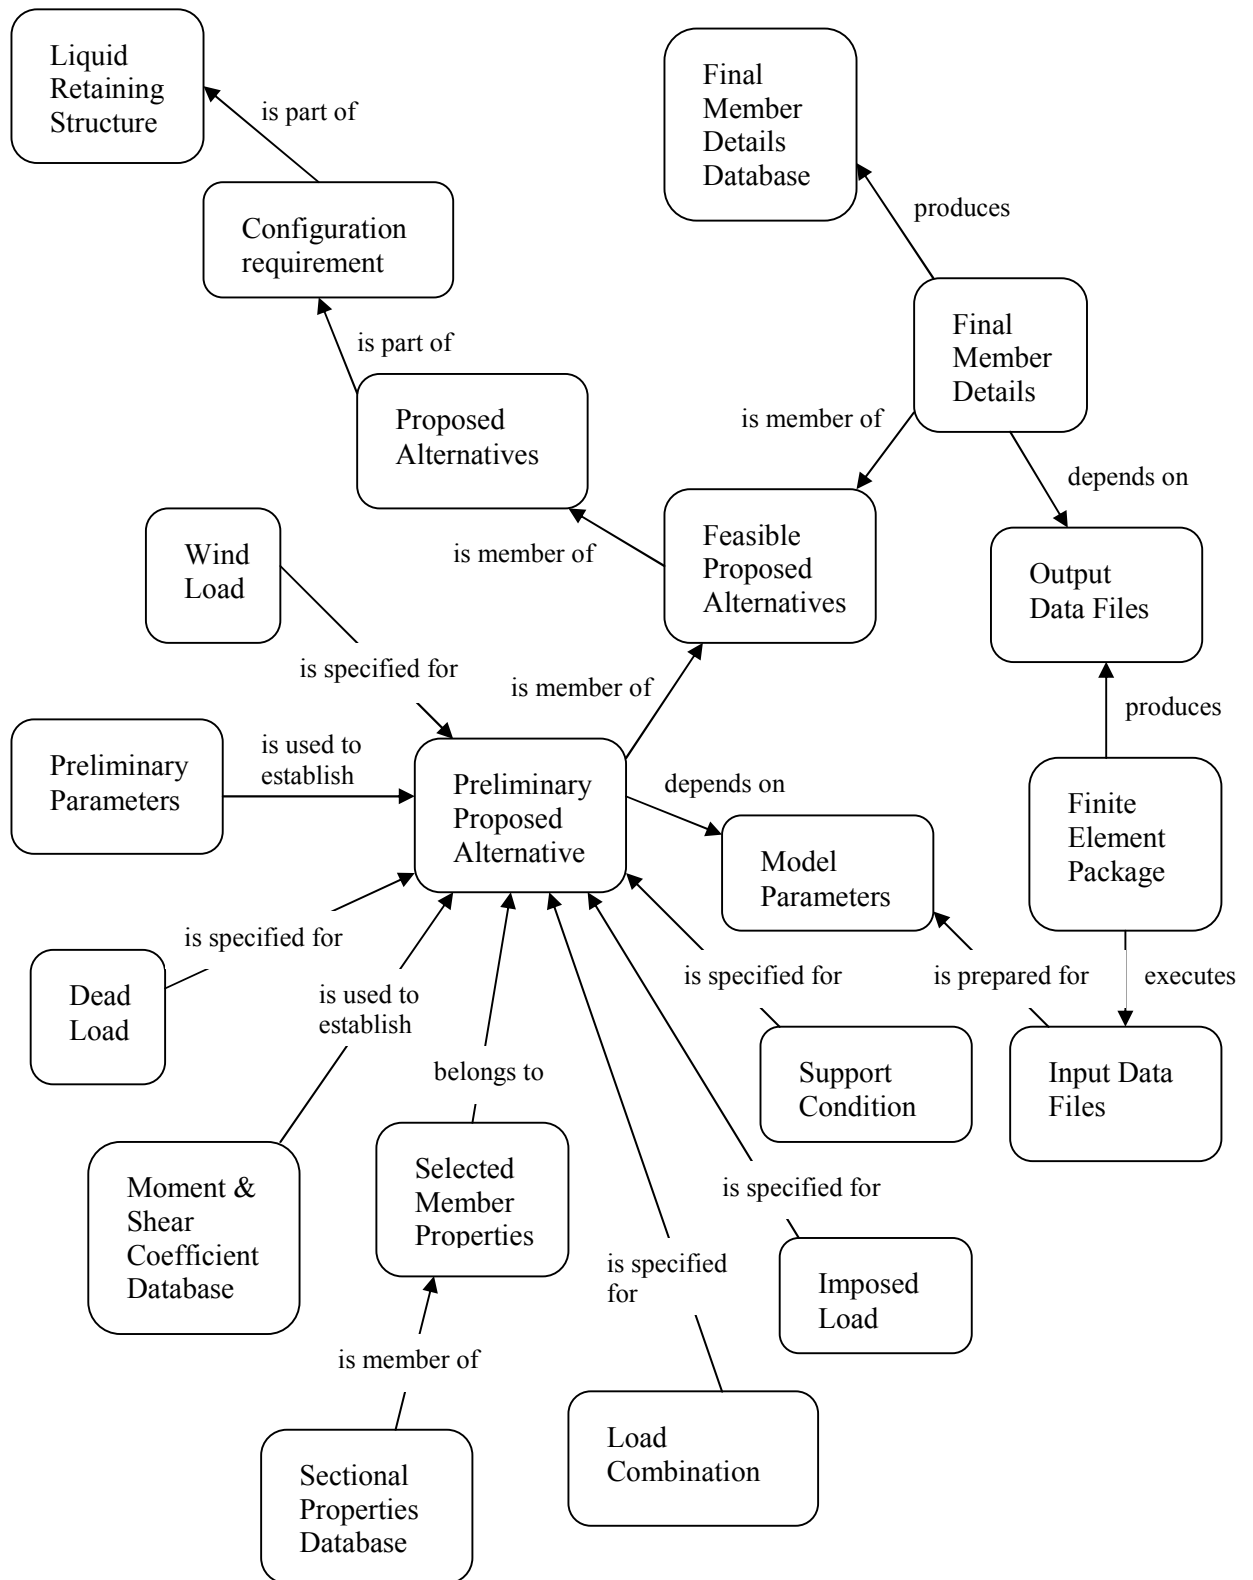 Liquid
Retaining
Structure
is part of
Final
Member
Details
Database
produces
Configuration
requirement
is part of
Final
Member
Details
Proposed
Alternatives
is member of
depends on
Wind
Load
is member of
Feasible
Proposed
Alternatives
Output
Data Files
is specified for
is member of
produces
Preliminary
Parameters
is used to
establish
Preliminary
Proposed
Alternative
depends on
Model
Parameters
Finite
Element
Package
is specified for
Dead
Load
is used to
establish
is specified for
is prepared for
executes
belongs to
Support
Condition
Input Data
Files
Moment &
Shear
Coefficient
Database
Selected
Member
Properties
is specified for
is specified
for
Imposed
Load
is member of
Load
Combination
Sectional
Properties
Database